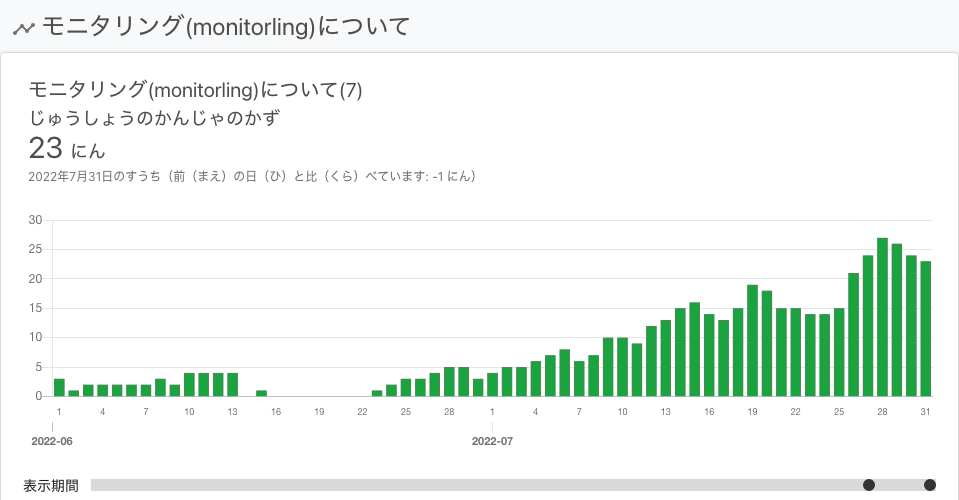 モニタリング(monitorling)について
モニタリング(monitorling)について(7)
じゅうしょうのかんじゃのかず
23 にん
2022年7月31日のすうち（前（まえ）の日（ひ）と比（くら）べています: -1 にん）
30
25
20
15
10
5
0
1 4 7 10 13 16 19 22 25 28 1 4 7 10 13 16 19 22 25 28 31
2022-06 2022-07
表示期間